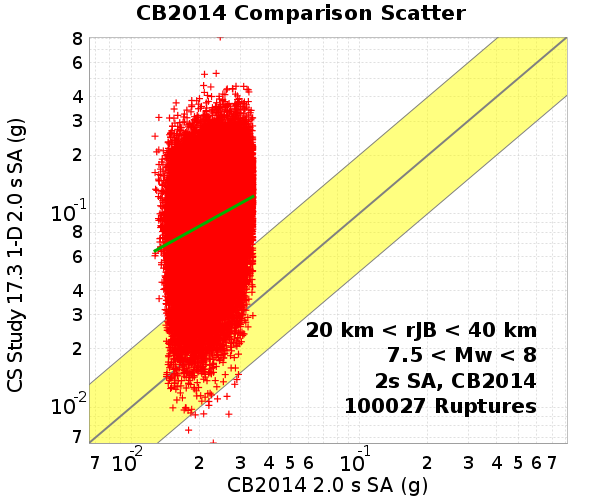 CB2014 Comparison Scatter
CS Study 17.3 1-D 2.0 s SA (g)
8
6
4
3
2
10⁻¹
8
6
4
3
2
10⁻²
7
20 km < rJB < 40 km
7.5 < Mw < 8
2s SA, CB2014
100027 Ruptures
7 10⁻² 2 3 4 5 6 10⁻¹ 2 3 4 5 6 7
CB2014 2.0 s SA (g)